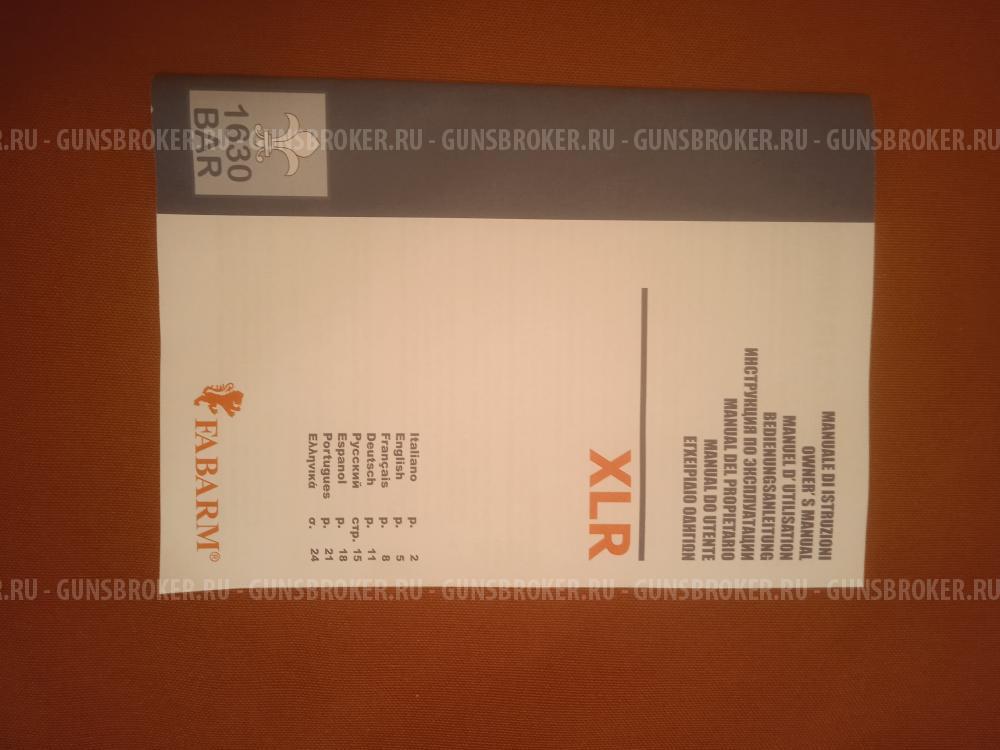 MANUALE DI ISTRUZIONI
OWNER'S MANUAL
MANUEL D' UTILISATION
BEDIENUNGSANLEITUNG
ИНСТРУКЦИЯ ПО ЭКСПЛУАТАЦИИ
MANUAL DEL PROPIETARIO
MANUAL DO UTENTE
ΕΓΧΕΙΡΙΔΙΟ ΟΔΗΓΙΩΝ
XLR
Italiano p. 2
English p. 5
Français p. 8
Deutsch p. 11
Русский стр. 15
Espanol p. 18
Portugues p. 21
Ελληνικά σ. 24
1630
BAR
FABARM®
.RU - GUNSBROKER.RU - GUNSBROKER.RU - GUNSBROKER.RU - GUNSBROKER.RU - GUNSBROKER.RU
.RU - GUNSBROKER.RU - GUNSBROKER.RU - GUNSBROKER.RU - GUNSBROKER.RU - GUNSBROKER.RU